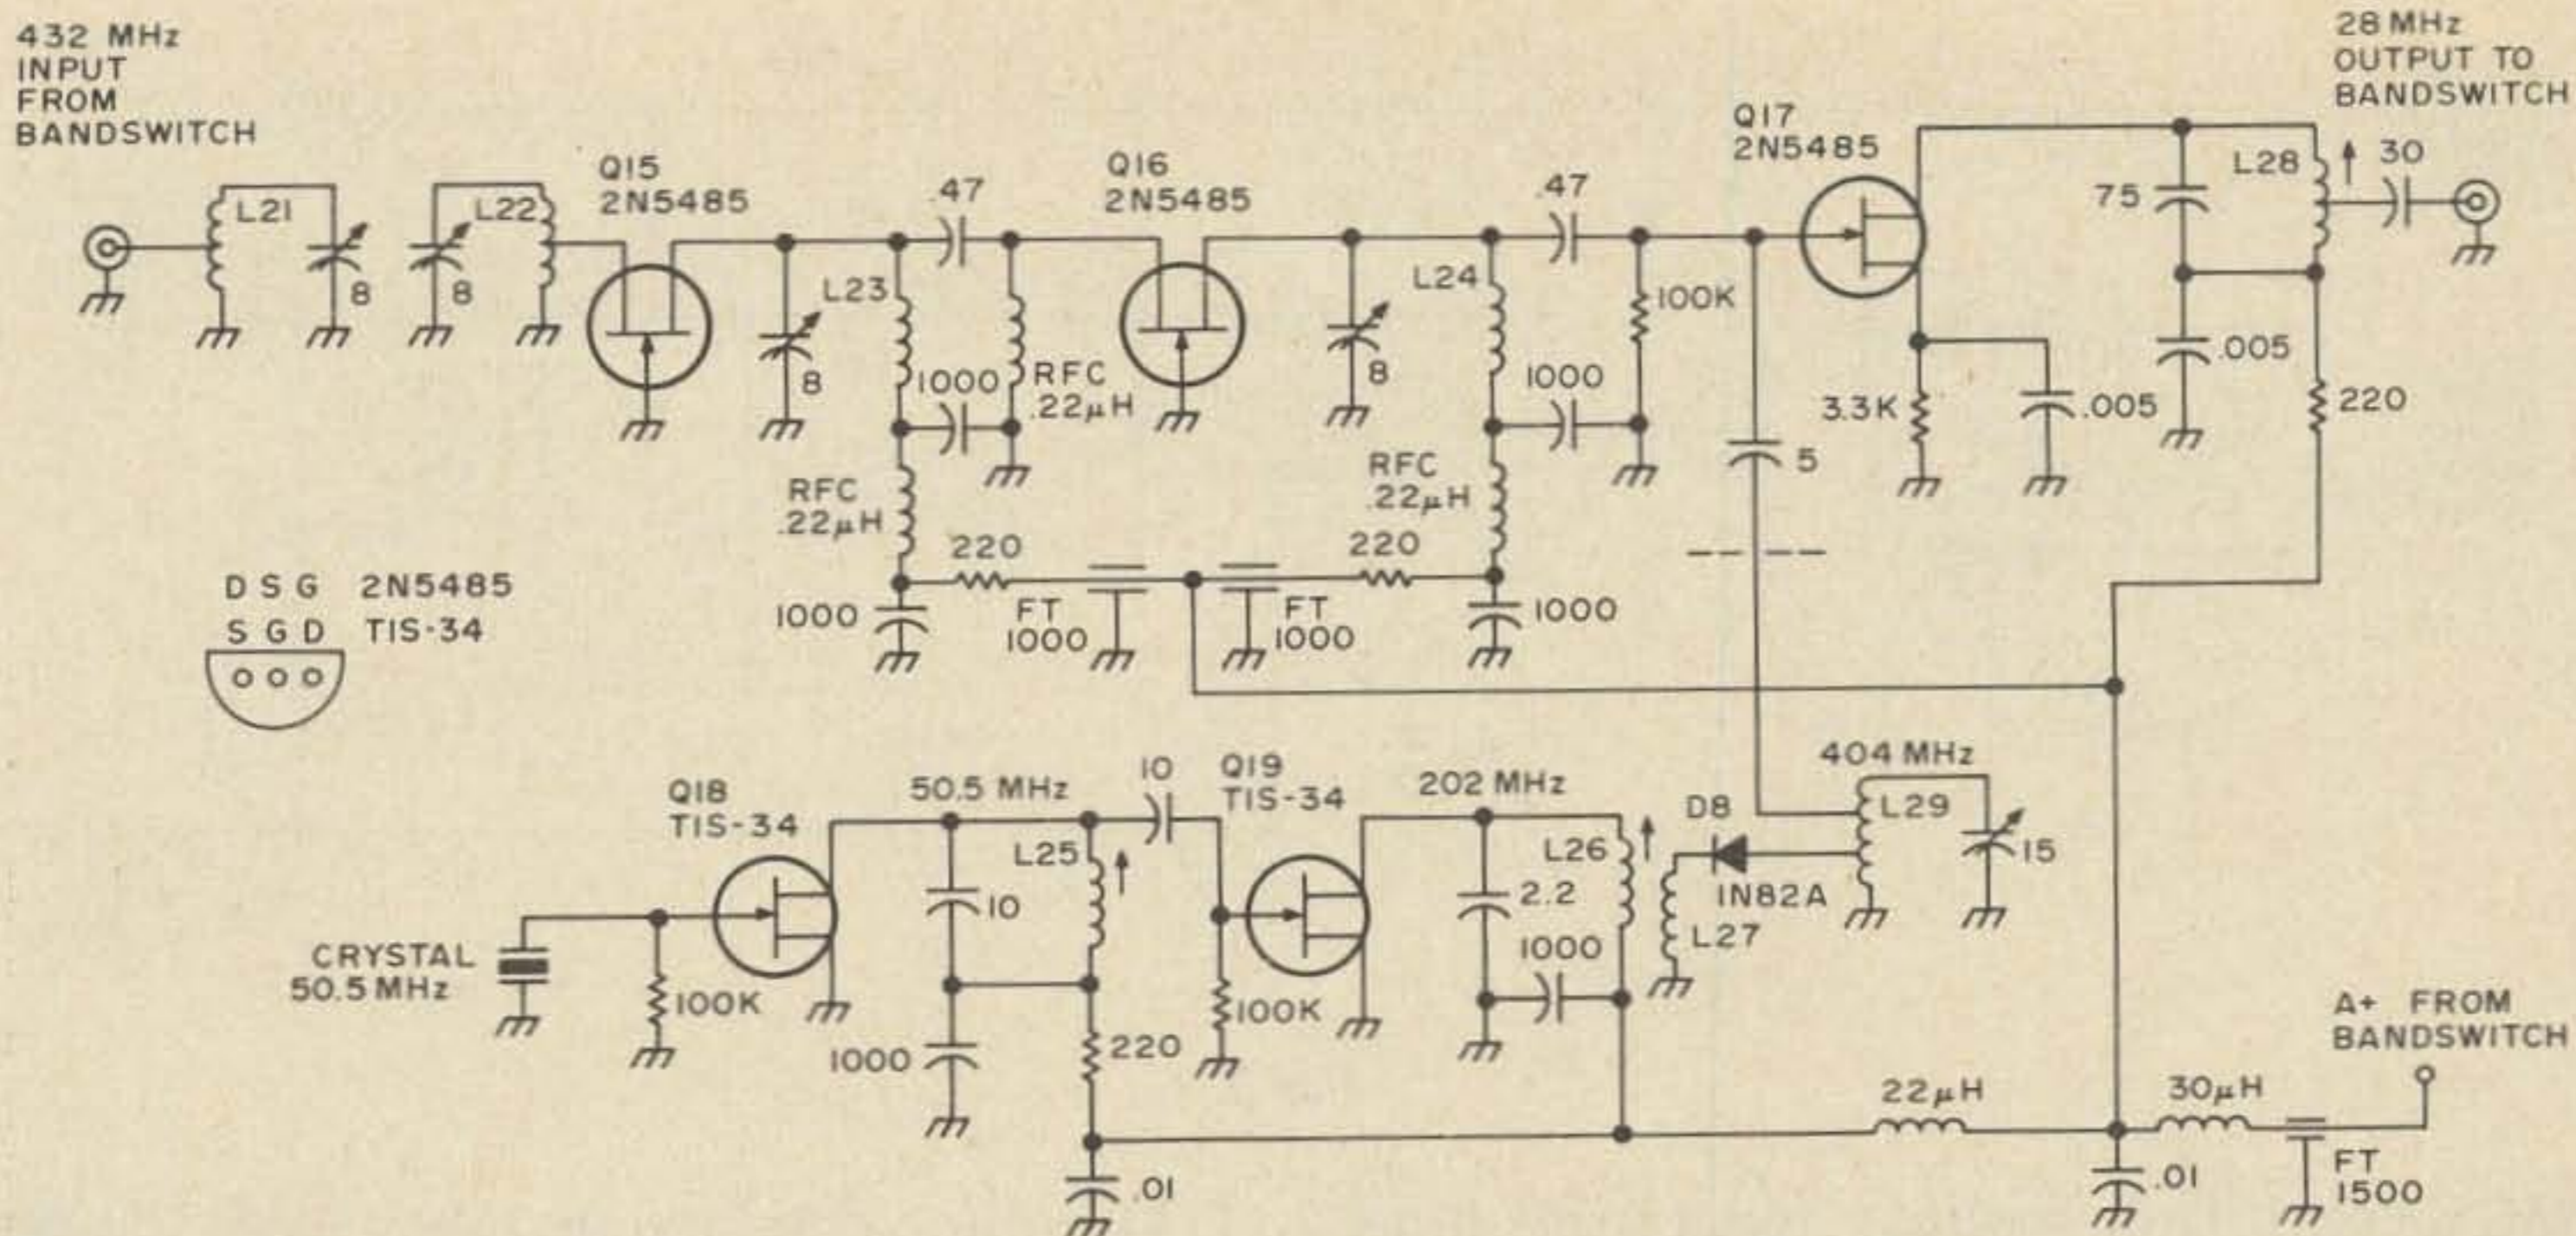 432 MHz
INPUT
FROM
BANDSWITCH
28 MHz
OUTPUT TO
BANDSWITCH
Q15
2N5485
Q16
2N5485
Q17
2N5485
L21
8
L22
8
.47
L23
8
1000
RFC
.22µH
RFC
.22µH
220
1000
FT
1000
.47
L24
8
1000
100K
RFC
.22µH
220
FT
1000
1000
5
3.3K
.005
75
L28
30
.005
220
D S G 2N5485
S G D TIS-34
Q18
TIS-34
50.5 MHz
10
Q19
TIS-34
202 MHz
404 MHz
L25
10
L26
2.2
1000
D8
1N82A
L27
L29
15
CRYSTAL
50.5 MHz
100K
1000
220
100K
.01
22µH
30µH
A+ FROM
BANDSWITCH
.01
FT
1500